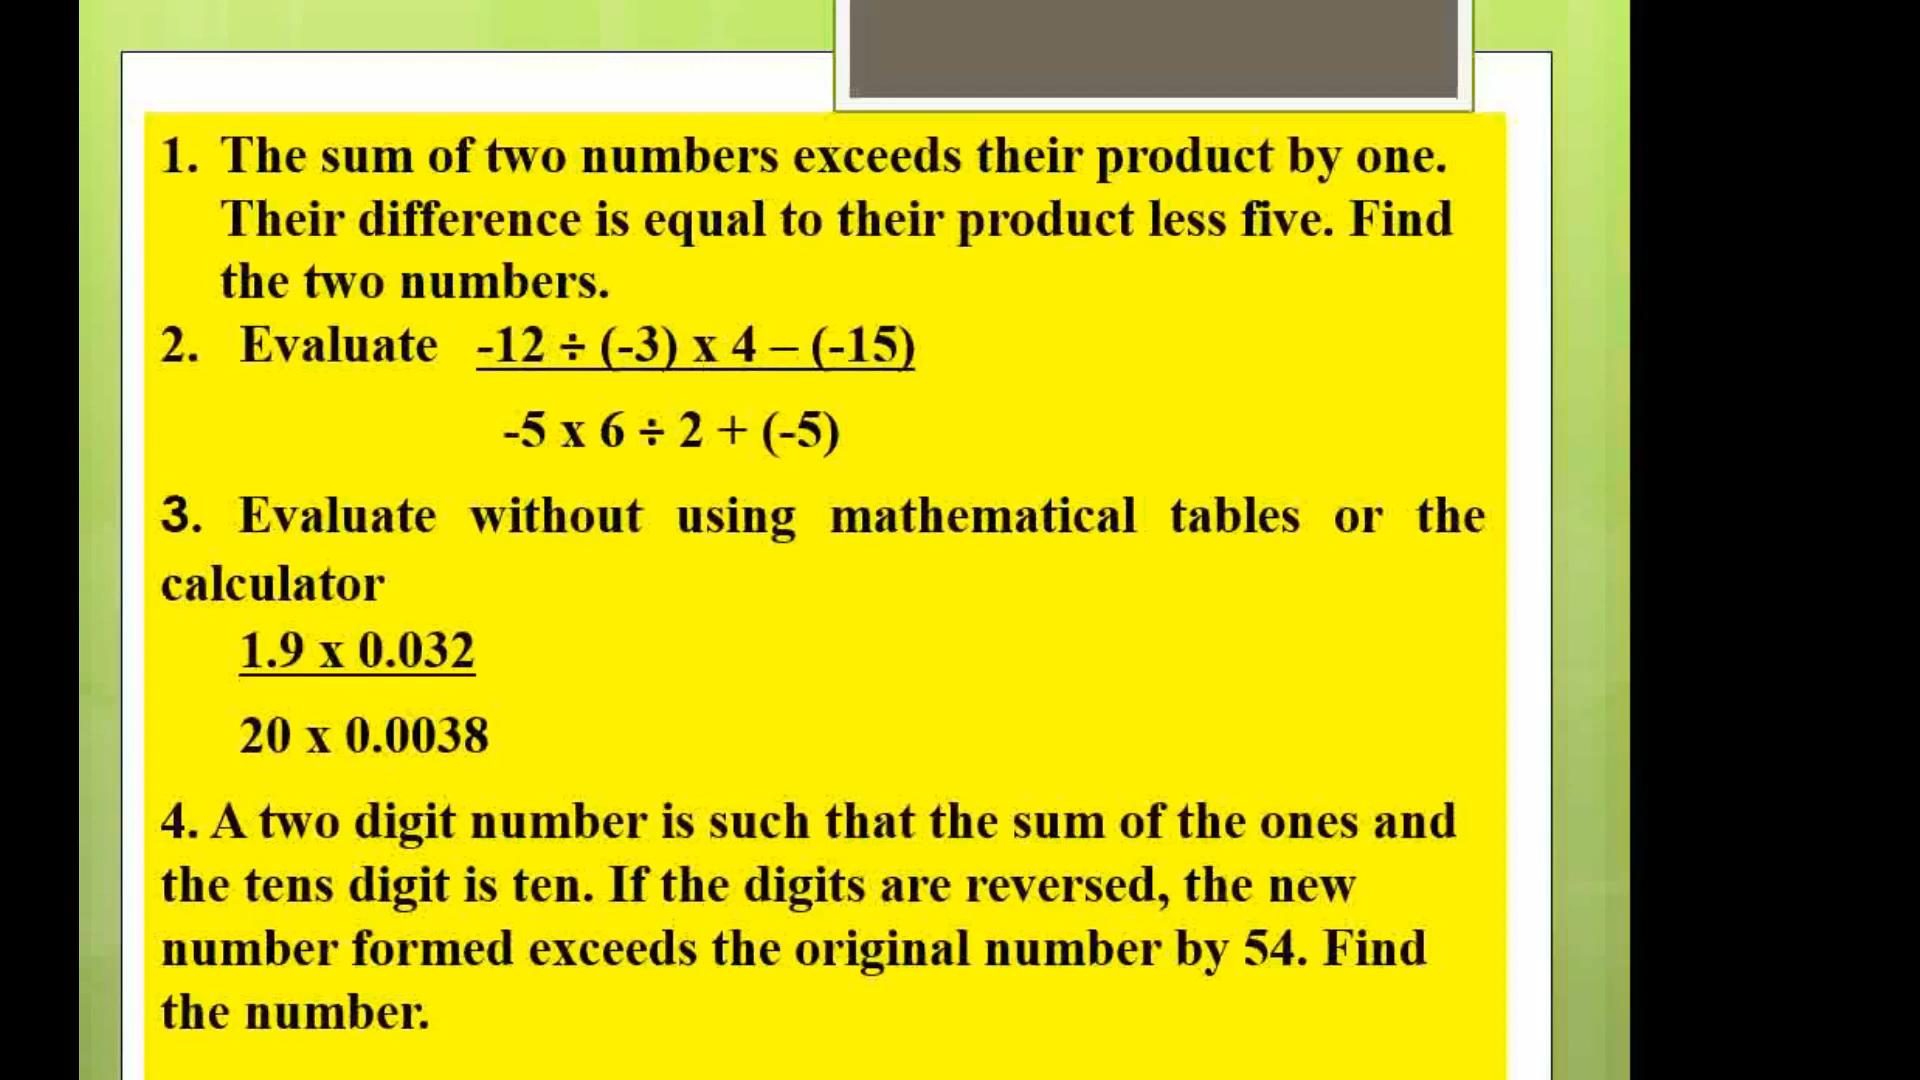 1. The sum of two numbers exceeds their product by one.
Their difference is equal to their product less five. Find
the two numbers.
2. Evaluate -12 ÷ (-3) x 4 – (-15)
-5 x 6 ÷ 2 + (-5)
3. Evaluate without using mathematical tables or the
calculator
1.9 x 0.032
20 x 0.0038
4. A two digit number is such that the sum of the ones and
the tens digit is ten. If the digits are reversed, the new
number formed exceeds the original number by 54. Find
the number.